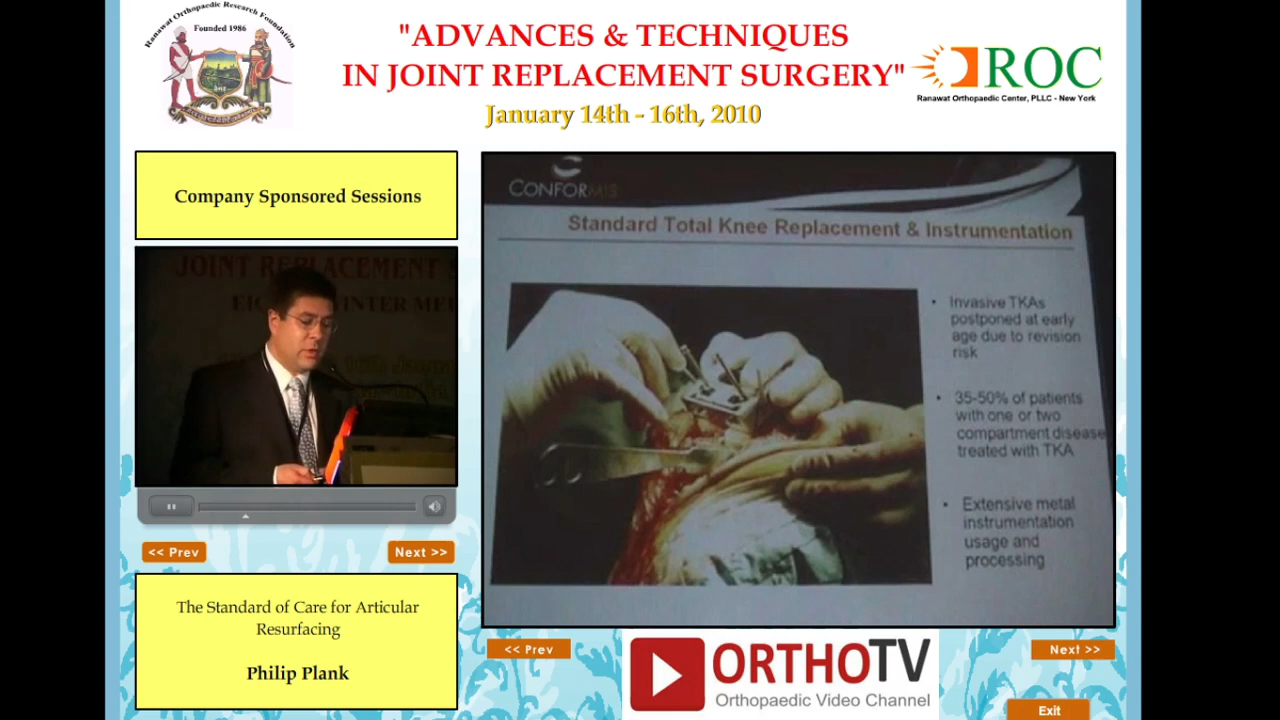 Ranawat Orthopaedic Research Foundation
Founded 1986
"ADVANCES & TECHNIQUES
IN JOINT REPLACEMENT SURGERY"
January 14th - 16th, 2010
ROC
Ranawat Orthopaedic Center, PLLC - New York
Company Sponsored Sessions
JOINT REPLACEMENT
WINTER
<< Prev
Next >>
The Standard of Care for Articular
Resurfacing
Philip Plank
CONFORMIS
Standard Total Knee Replacement & Instrumentation
• Invasive TKAs
postponed at early
age due to revision
risk
• 35-50% of patients
with one or two
compartment disease
treated with TKA
• Extensive metal
instrumentation
usage and
processing
<< Prev
Next >>
ORTHOTV
Orthopaedic Video Channel
Exit